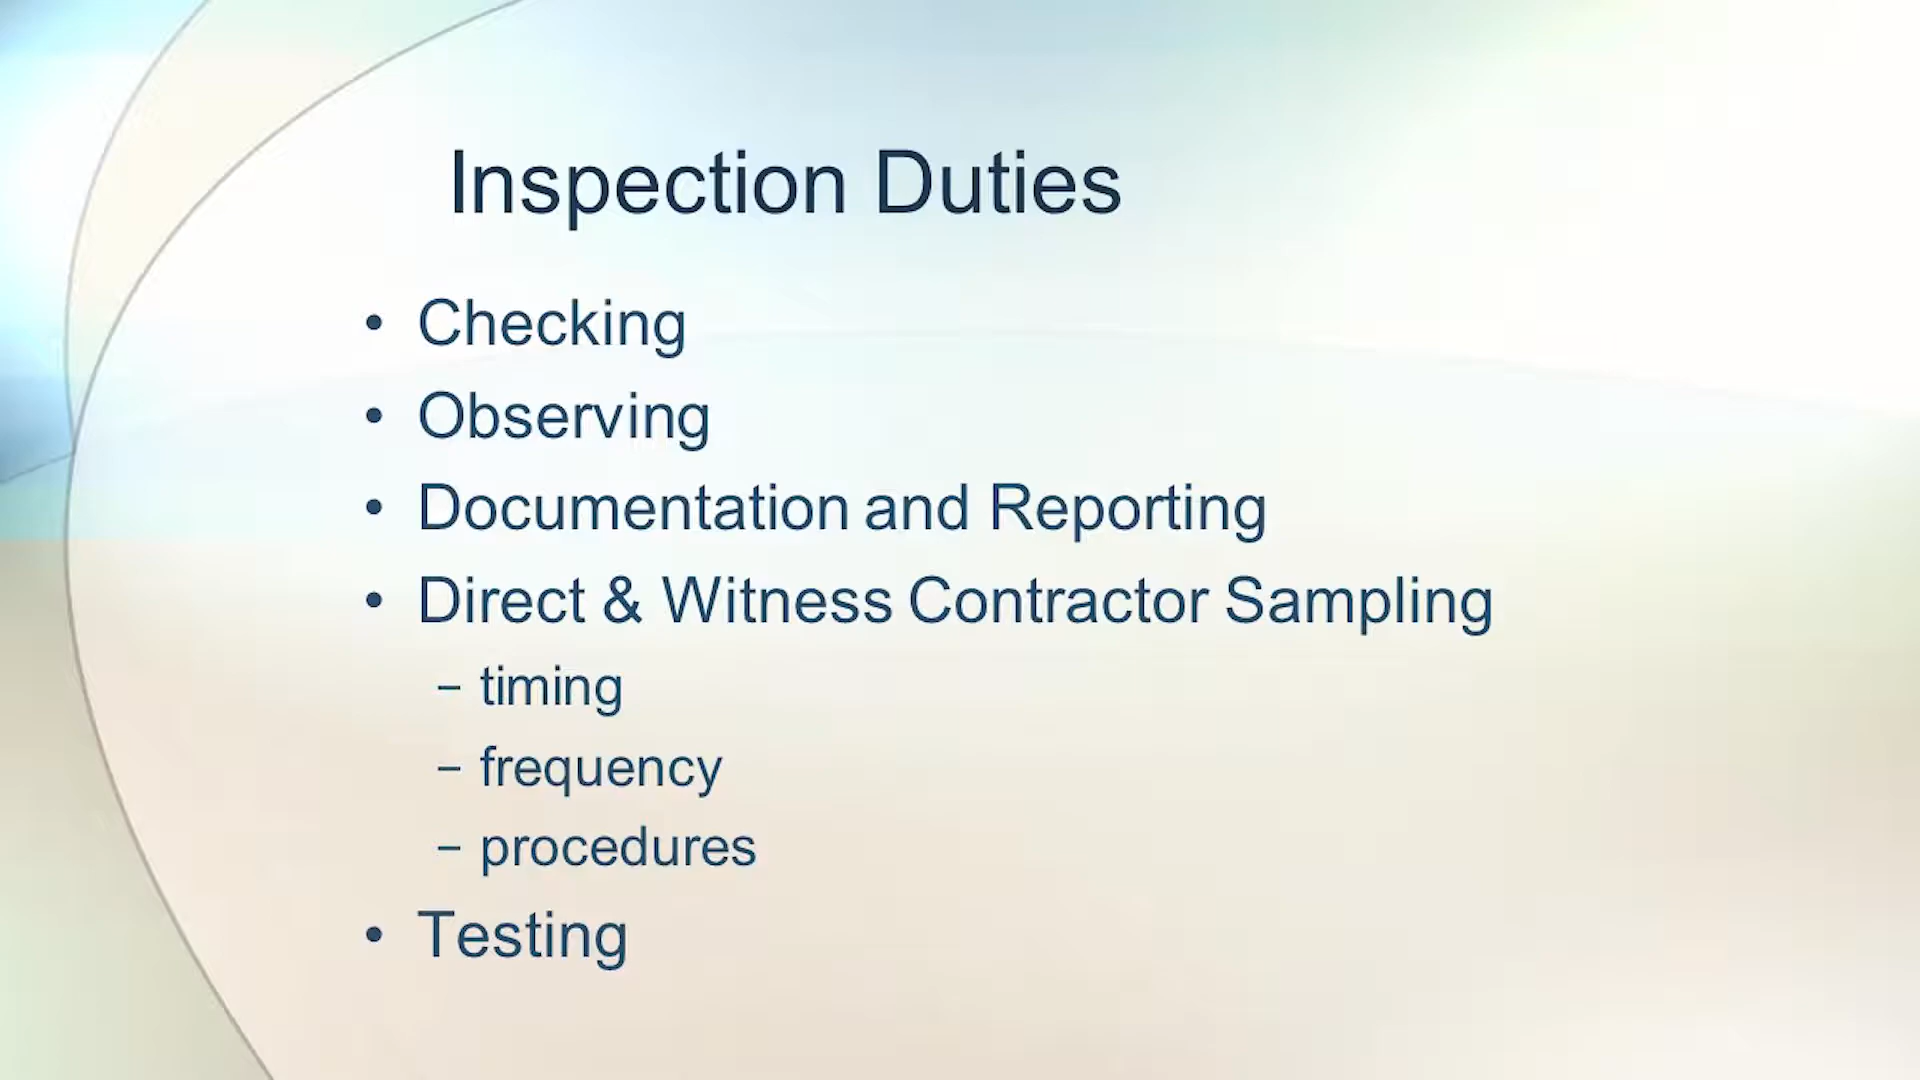 Inspection Duties
• Checking
• Observing
• Documentation and Reporting
• Direct & Witness Contractor Sampling
– timing
– frequency
– procedures
• Testing